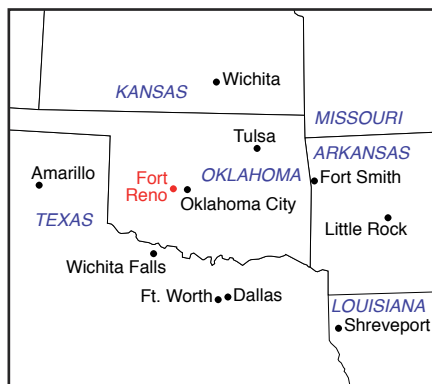 Wichita
KANSAS
MISSOURI
Tulsa
ARKANSAS
Amarillo
Fort
Reno
OKLAHOMA
Fort Smith
Oklahoma City
TEXAS
Little Rock
Wichita Falls
Ft. Worth
Dallas
LOUISIANA
Shreveport